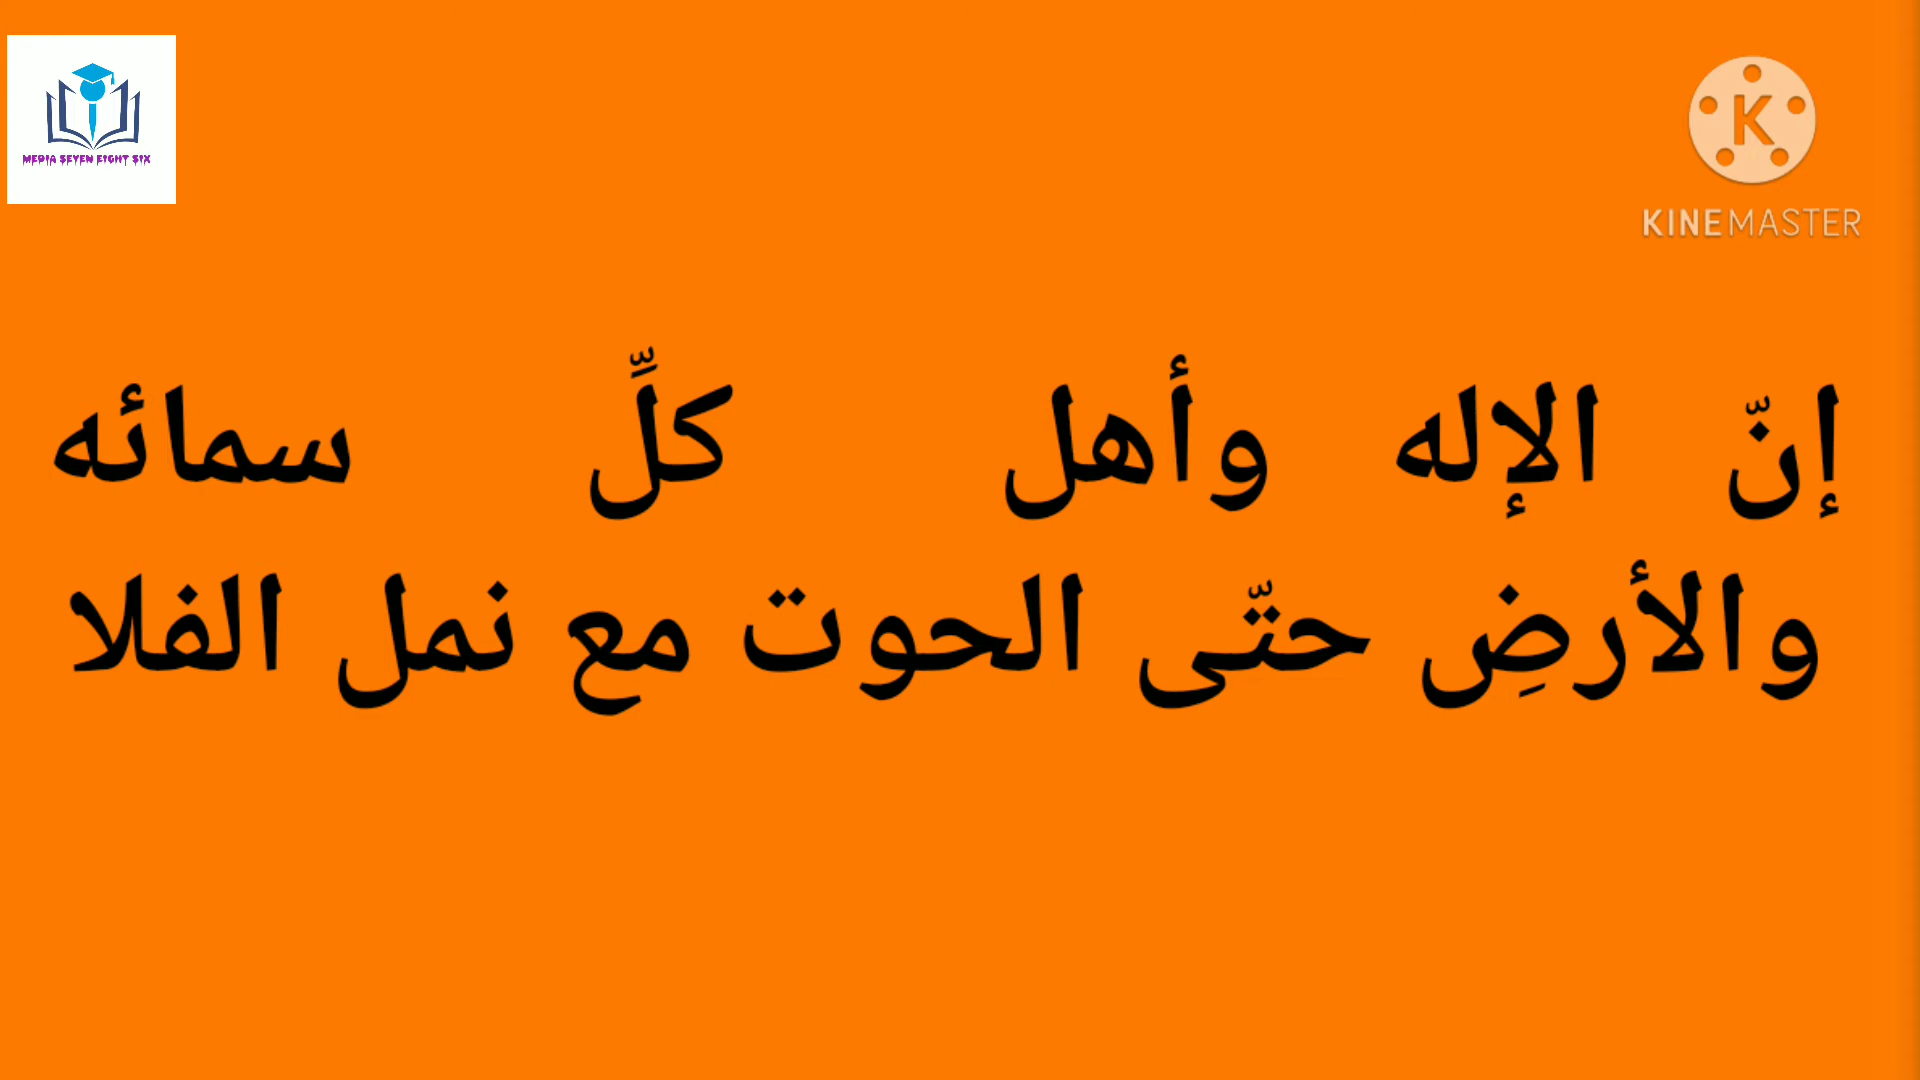 MEDIA SEVEN EIGHT SIX
KINEMASTER
إنّ الإله وأهل كلِّ سمائه
والأرضِ حتّى الحوت مع نمل الفلا